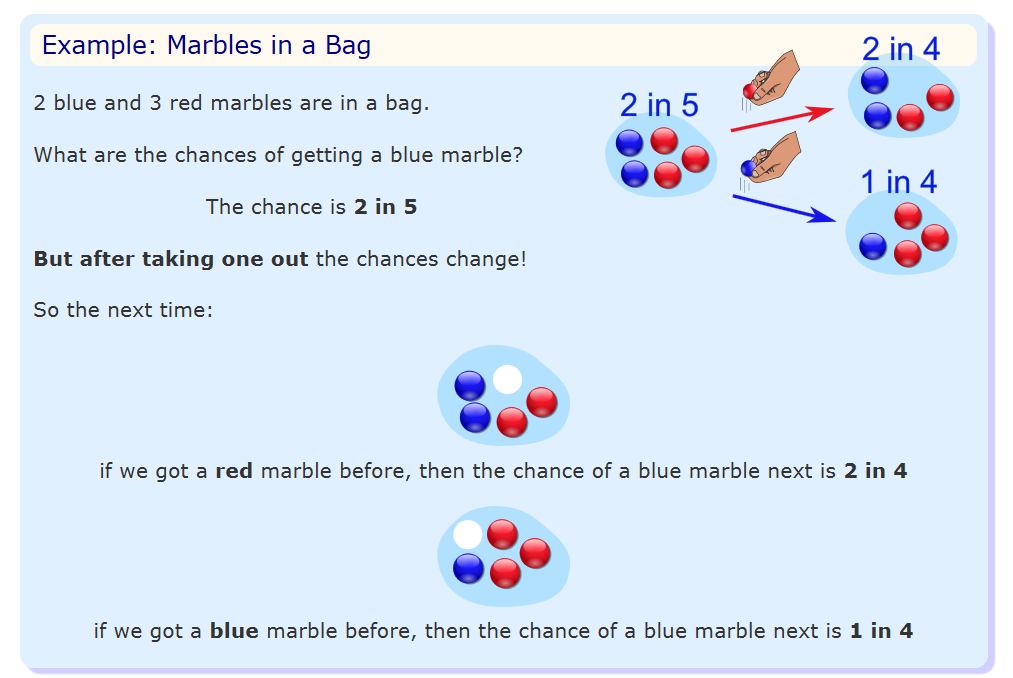 Example: Marbles in a Bag
2 blue and 3 red marbles are in a bag.
What are the chances of getting a blue marble?
The chance is 2 in 5
But after taking one out the chances change!
So the next time:
2 in 5
2 in 4
1 in 4
if we got a red marble before, then the chance of a blue marble next is 2 in 4
if we got a blue marble before, then the chance of a blue marble next is 1 in 4